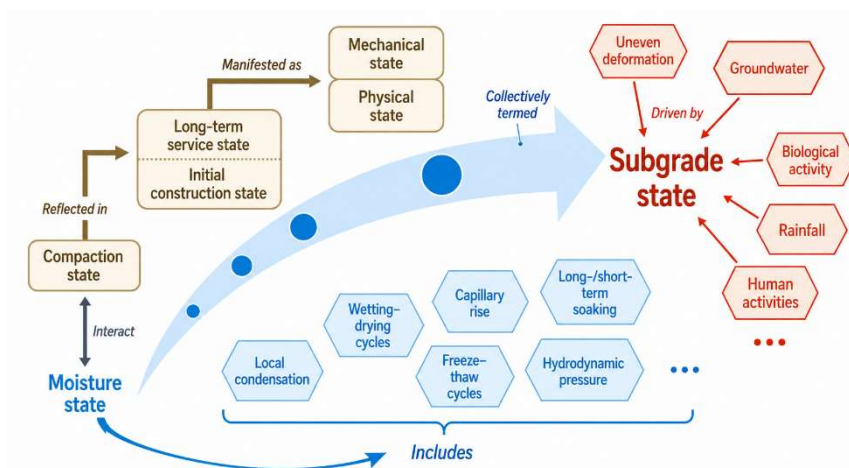 Mechanical
state
Physical
state
Manifested as
Long-term
service state
Initial
construction state
Reflected in
Compaction
state
Interact
Moisture
state
Collectively
termed
Uneven
deformation
Groundwater
Driven by
Subgrade
state
Biological
activity
Rainfall
Human
activities
•••
Wetting–
drying cycles
Capillary
rise
Long-/short-
term
soaking
Local
condensation
Freeze–
thaw cycles
Hydrodynamic
pressure
•••
Includes